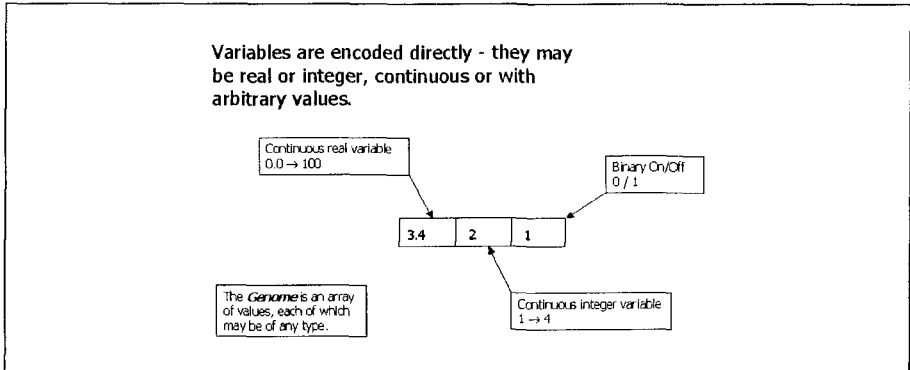 Variables are encoded directly - they may
be real or integer, continuous or with
arbitrary values.
Continuous real variable
0.0 → 100
Binary On/Off
0 / 1
3.4 2 1
The Genome is an array
of values, each of which
may be of any type.
Continuous integer variable
1 → 4